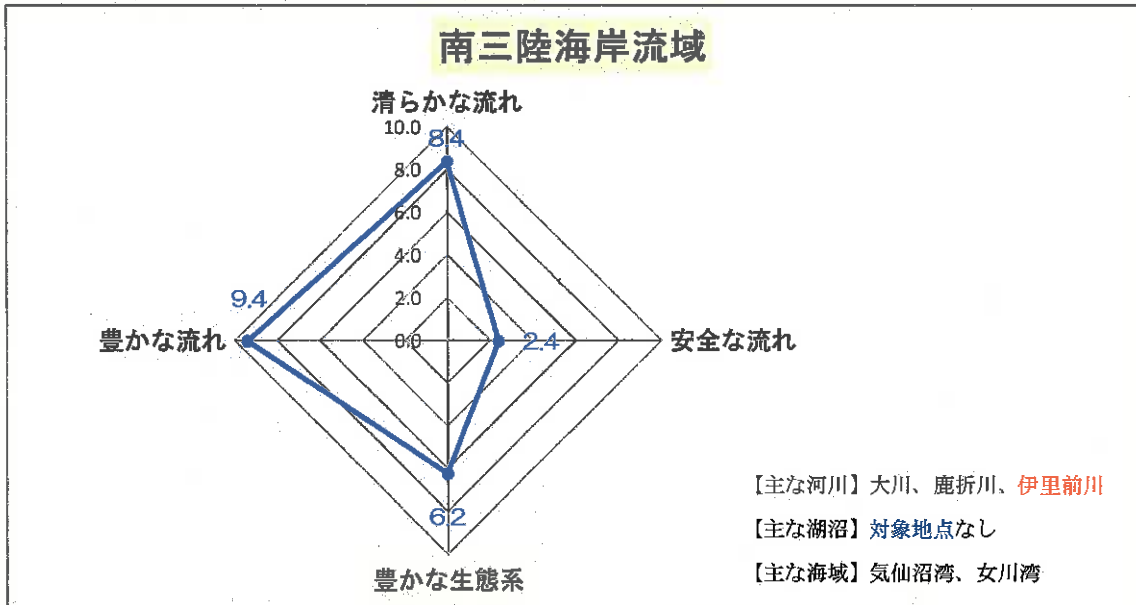 南三陸海岸流域
清らかな流れ
10.0
8.4
8.0
6.0
4.0
2.0
0.0
9.4
豊かな流れ
2.4
安全な流れ
6.2
豊かな生態系
【主な河川】大川、鹿折川、伊里前川
【主な湖沼】対象地点なし
【主な海域】気仙沼湾、女川湾